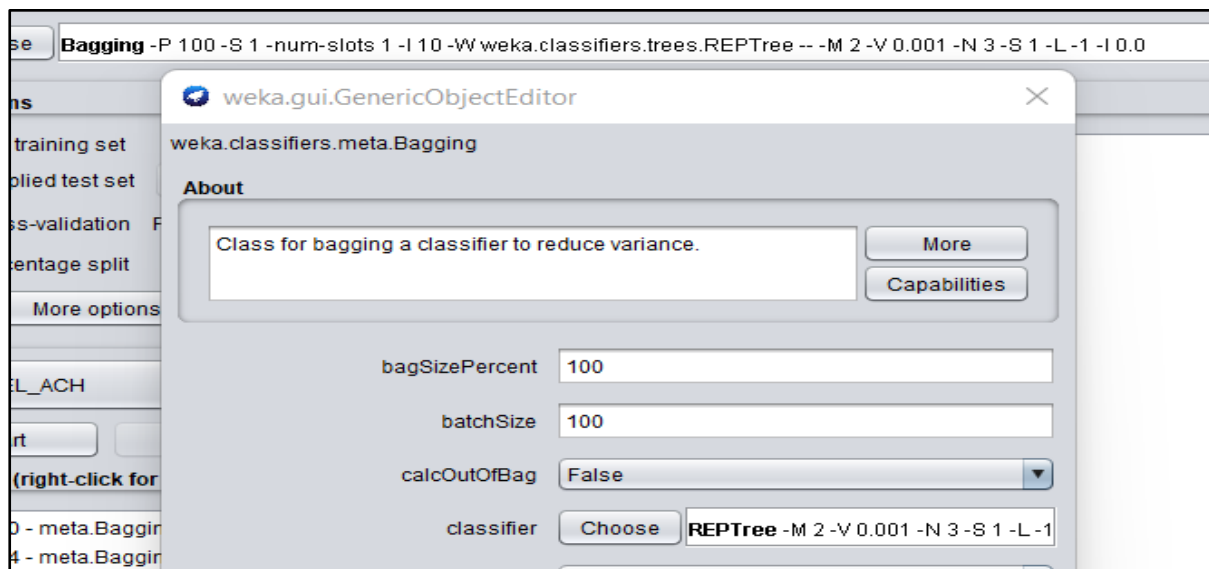 se Bagging -P 100 -S 1 -num-slots 1 -I 10 -W weka.classifiers.trees.REPTree -- -M 2 -V 0.001 -N 3 -S 1 -L -1 -I 0.0
weka.gui.GenericObjectEditor
ns
training set
weka.classifiers.meta.Bagging
plied test set
About
ss-validation F
Class for bagging a classifier to reduce variance.
More
entage split
Capabilities
More options
bagSizePercent 100
EL_ACH
batchSize 100
rt
calcOutOfBag False
(right-click for
classifier Choose REPTree -M 2 -V 0.001 -N 3 -S 1 -L -1
0 - meta.Baggin
4 - meta.Baggin